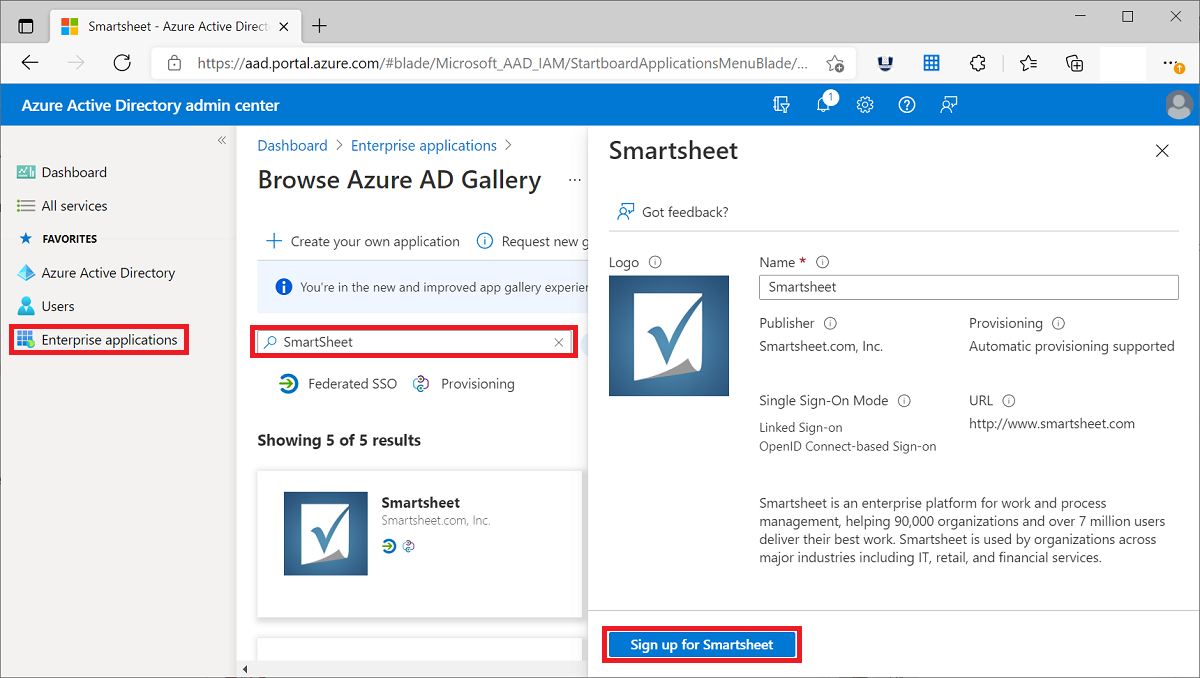 Smartsheet - Azure Active Direct
https://aad.portal.azure.com/#blade/Microsoft_AAD_IAM/StartboardApplicationsMenuBlade/...
Azure Active Directory admin center
1
Dashboard
All services
FAVORITES
Azure Active Directory
Users
Enterprise applications
Dashboard > Enterprise applications >
Browse Azure AD Gallery ...
Create your own application
Request new g
You're in the new and improved app gallery experien
SmartSheet
Federated SSO
Provisioning
Showing 5 of 5 results
Smartsheet
Smartsheet.com, Inc.
Smartsheet
Got feedback?
Logo
Name *
Smartsheet
Publisher
Smartsheet.com, Inc.
Provisioning
Automatic provisioning supported
Single Sign-On Mode
Linked Sign-on
OpenID Connect-based Sign-on
URL
http://www.smartsheet.com
Smartsheet is an enterprise platform for work and process
management, helping 90,000 organizations and over 7 million users
deliver their best work. Smartsheet is used by organizations across
major industries including IT, retail, and financial services.
Sign up for Smartsheet